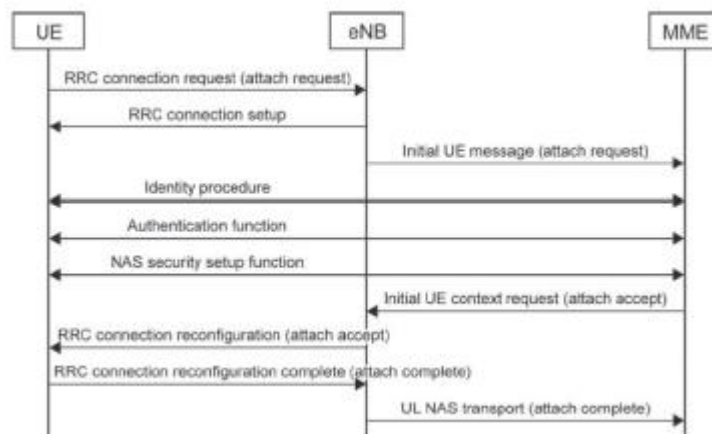 UE
eNB
MME
RRC connection request (attach request)
RRC connection setup
Initial UE message (attach request)
Identity procedure
Authentication function
NAS security setup function
Initial UE context request (attach accept)
RRC connection reconfiguration (attach accept)
RRC connection reconfiguration complete (attach complete)
UL NAS transport (attach complete)